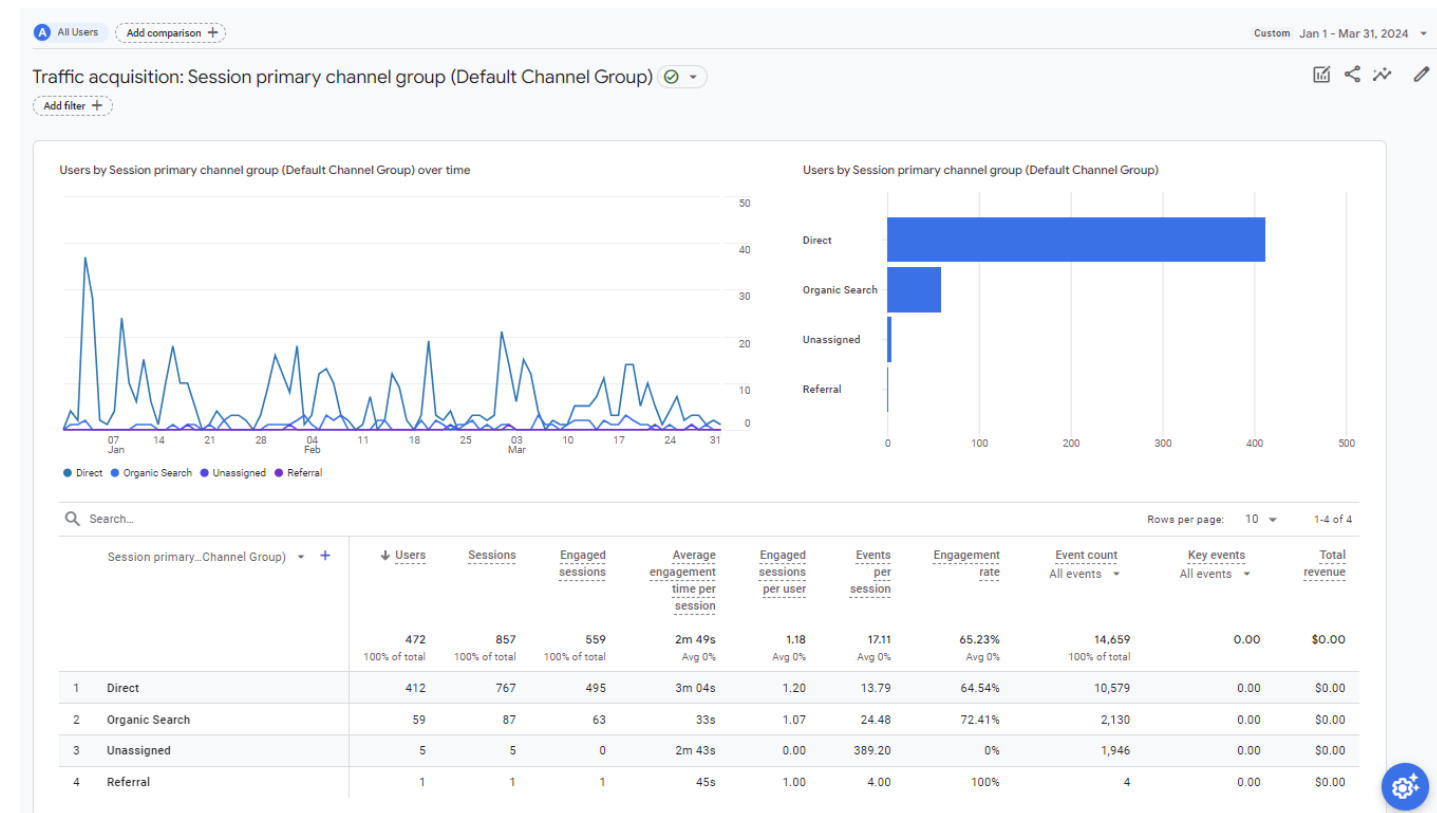 A All Users Add comparison + Custom Jan 1 - Mar 31, 2024
Traffic acquisition: Session primary channel group (Default Channel Group)
Add filter +
Users by Session primary channel group (Default Channel Group) over time
50
40
30
20
10
0
07 14 21 28 04 11 18 25 03 10 17 24 31
Jan Feb Mar
Direct Organic Search Unassigned Referral
Users by Session primary channel group (Default Channel Group)
Direct
Organic Search
Unassigned
Referral
0 100 200 300 400 500
Search... Rows per page: 10 1-4 of 4
Session primary...Channel Group) + Users Sessions Engaged Average Engaged Events Engagement Event count Key events Total
sessions engagement sessions per rate All events All events revenue
time per per user session
session
472 857 559 2m 49s 1.18 17.11 65.23% 14,659 0.00 $0.00
100% of total 100% of total 100% of total Avg 0% Avg 0% Avg 0% Avg 0% 100% of total
1 Direct 412 767 495 3m 04s 1.20 13.79 64.54% 10,579 0.00 $0.00
2 Organic Search 59 87 63 33s 1.07 24.48 72.41% 2,130 0.00 $0.00
3 Unassigned 5 5 0 2m 43s 0.00 389.20 0% 1,946 0.00 $0.00
4 Referral 1 1 1 45s 1.00 4.00 100% 4 0.00 $0.00